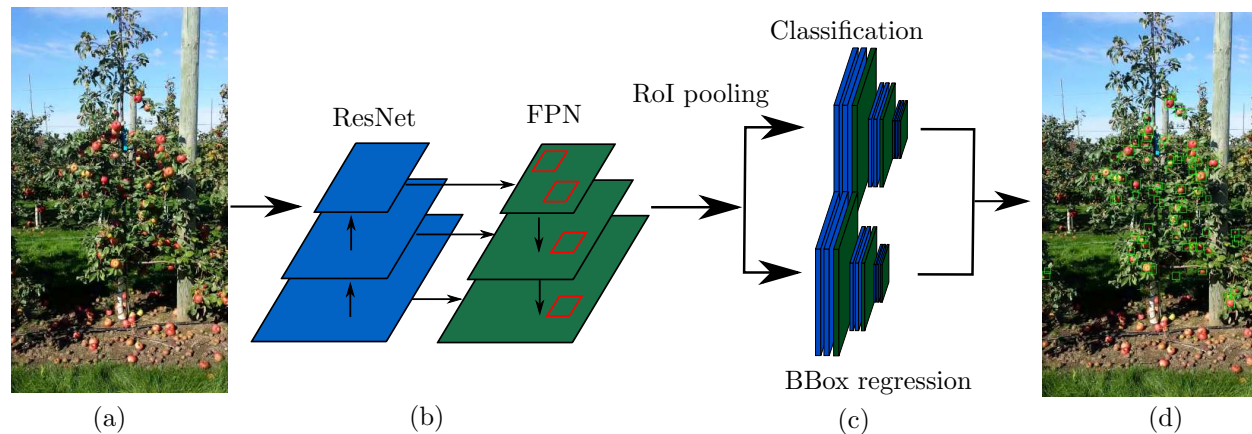 Classification
RoI pooling
ResNet
FPN
BBox regression
(a)
(b)
(c)
(d)